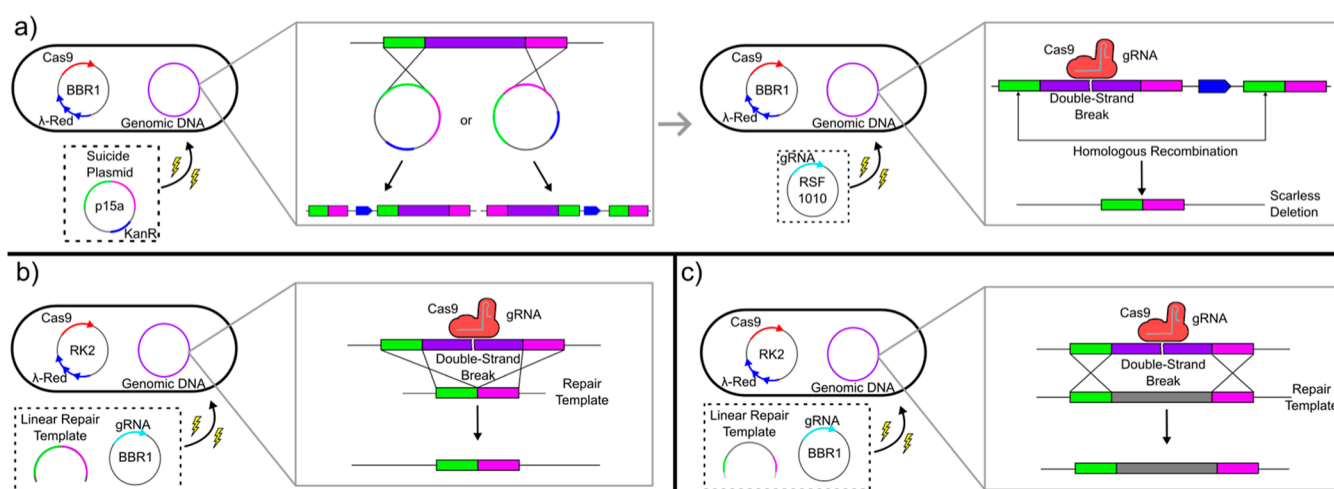 a)
Cas9
BBR1
λ-Red
Genomic DNA
Suicide
Plasmid
p15a
KanR
or
Cas9
BBR1
λ-Red
Genomic DNA
gRNA
RSF
1010
Cas9
gRNA
Double-Strand
Break
Homologous Recombination
Scarless
Deletion
b)
Cas9
RK2
λ-Red
Genomic DNA
Linear Repair
Template
gRNA
BBR1
Cas9
gRNA
Double-Strand
Break
Repair
Template
c)
Cas9
RK2
λ-Red
Genomic DNA
Linear Repair
Template
gRNA
BBR1
Cas9
gRNA
Double-Strand
Break
Repair
Template